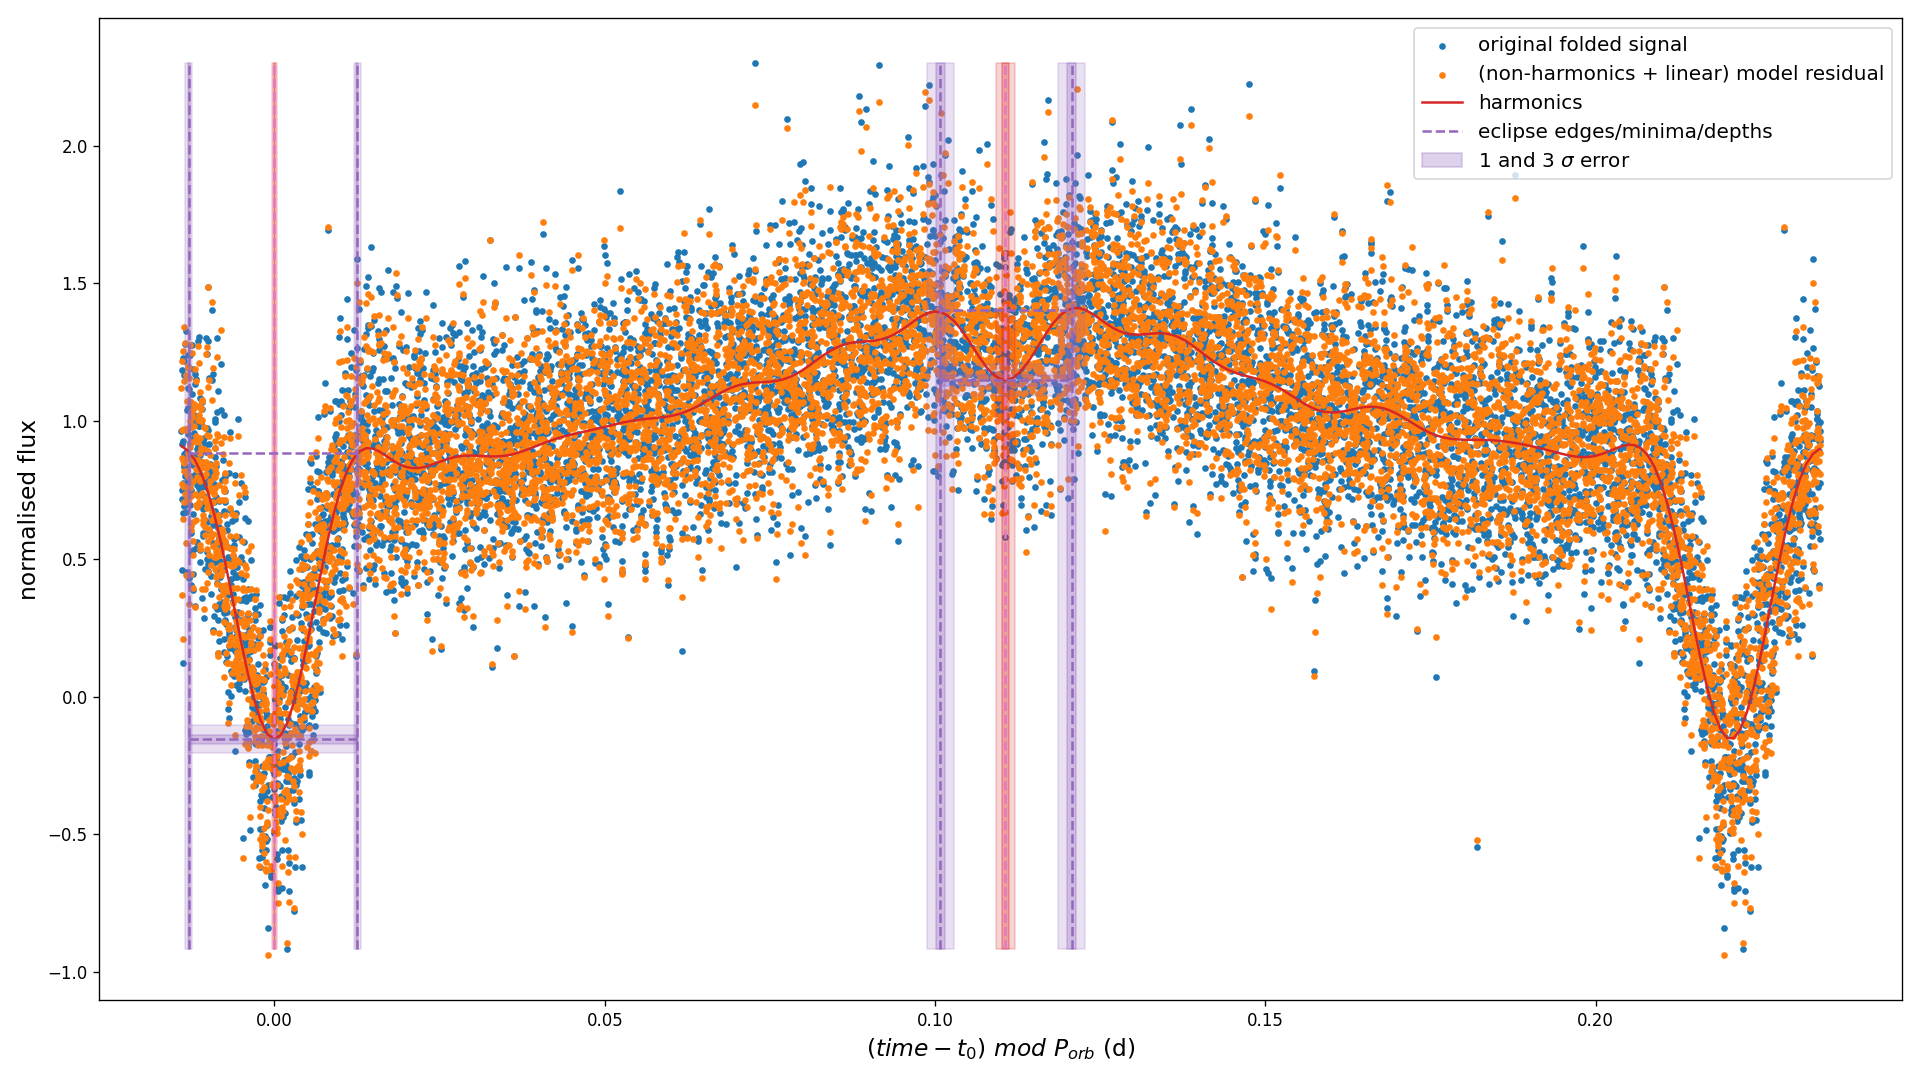 original folded signal
(non-harmonics + linear) model residual
harmonics
eclipse edges/minima/depths
1 and 3 σ error
normalised flux
2.0
1.5
1.0
0.5
0.0
−0.5
−1.0
0.00 0.05 0.10 0.15 0.20
(time − t₀) mod P_orb (d)